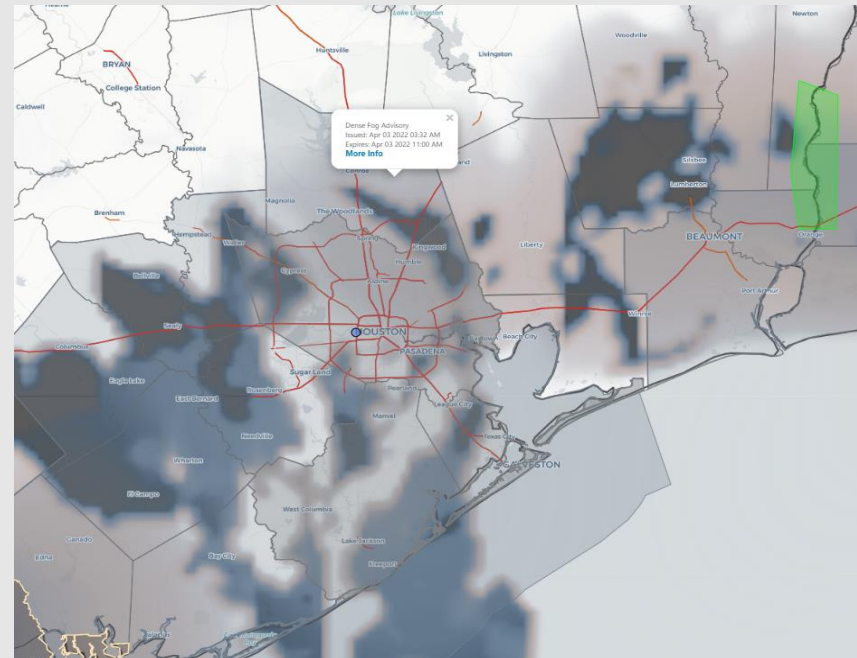 Lake Livingston
Newton
Huntsville
Woodville
Livingston
BRYAN
College Station
Caldwell
Dense Fog Advisory
Issued: Apr 03 2022 03:32 AM
Expires: Apr 03 2022 11:00 AM
More Info
Navasota
Conroe
Silsbee
Lumberton
Magnolia
The Woodlands
Brenham
Hempstead
Waller
Spring
Kingwood
Liberty
BEAUMONT
Orange
Humble
Cypress
Aldine
Bellville
Port Arthur
Sealy
HOUSTON
Winnie
Beach City
Columbus
PASADENA
Sugar Land
Eagle Lake
Rosenberg
Pearland
East Bernard
League City
Manvel
Needville
Texas City
Wharton
GALVESTON
El Campo
West Columbia
Ganado
Lake Jackson
Edna
Bay City
Freeport